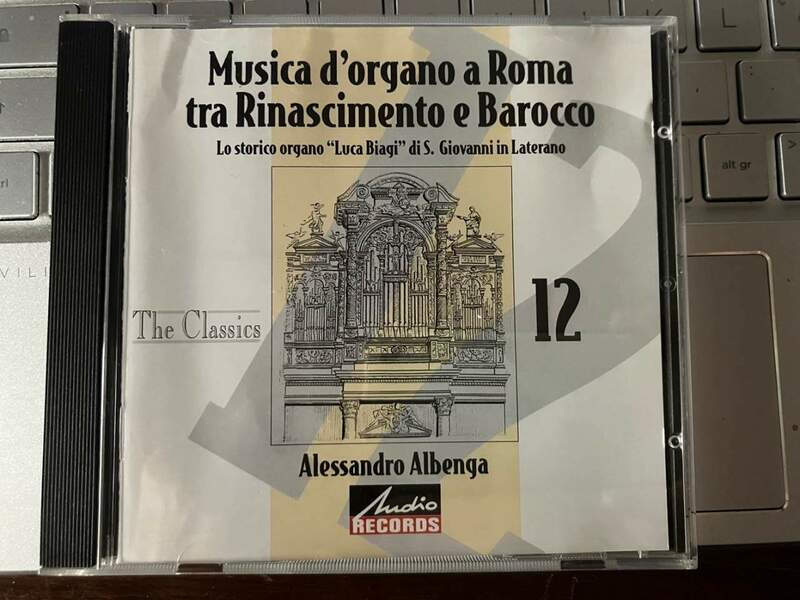 Musica d'organo a Roma
tra Rinascimento e Barocco
Lo storico organo "Luca Biagi" di S. Giovanni in Laterano
The Classics
12
12
Alessandro Albenga
Audio
RECORDS
alt gr